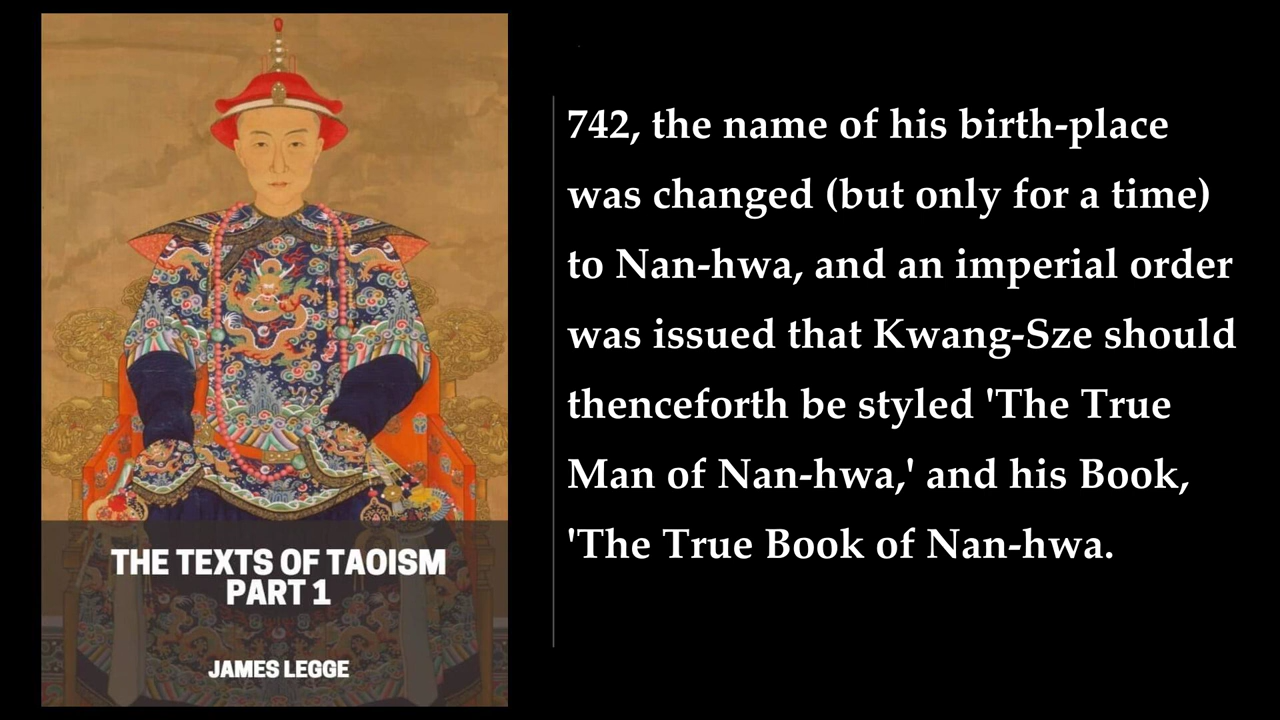 THE TEXTS OF TAOISM
PART 1
JAMES LEGGE
742, the name of his birth-place
was changed (but only for a time)
to Nan-hwa, and an imperial order
was issued that Kwang-Sze should
thenceforth be styled 'The True
Man of Nan-hwa,' and his Book,
'The True Book of Nan-hwa.